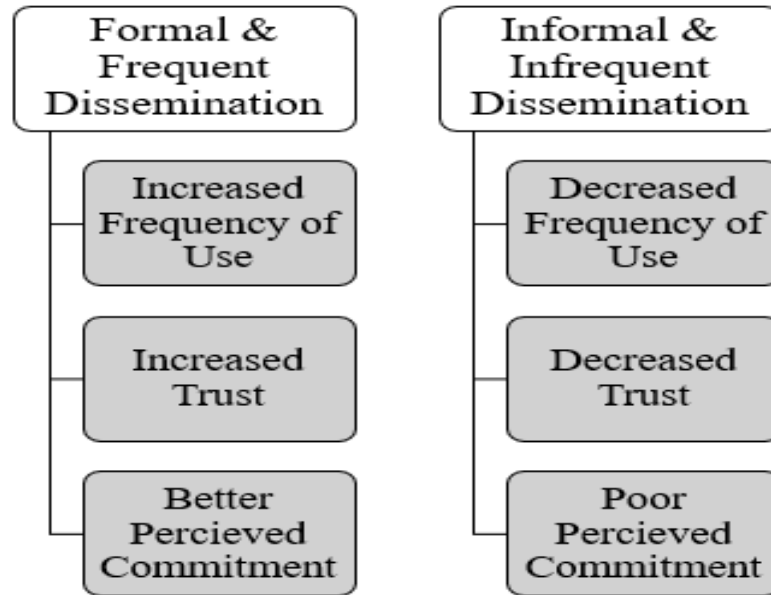 Formal &
Frequent
Dissemination
Increased
Frequency of
Use
Increased
Trust
Better
Percieved
Commitment
Informal &
Infrequent
Dissemination
Decreased
Frequency of
Use
Decreased
Trust
Poor
Percieved
Commitment